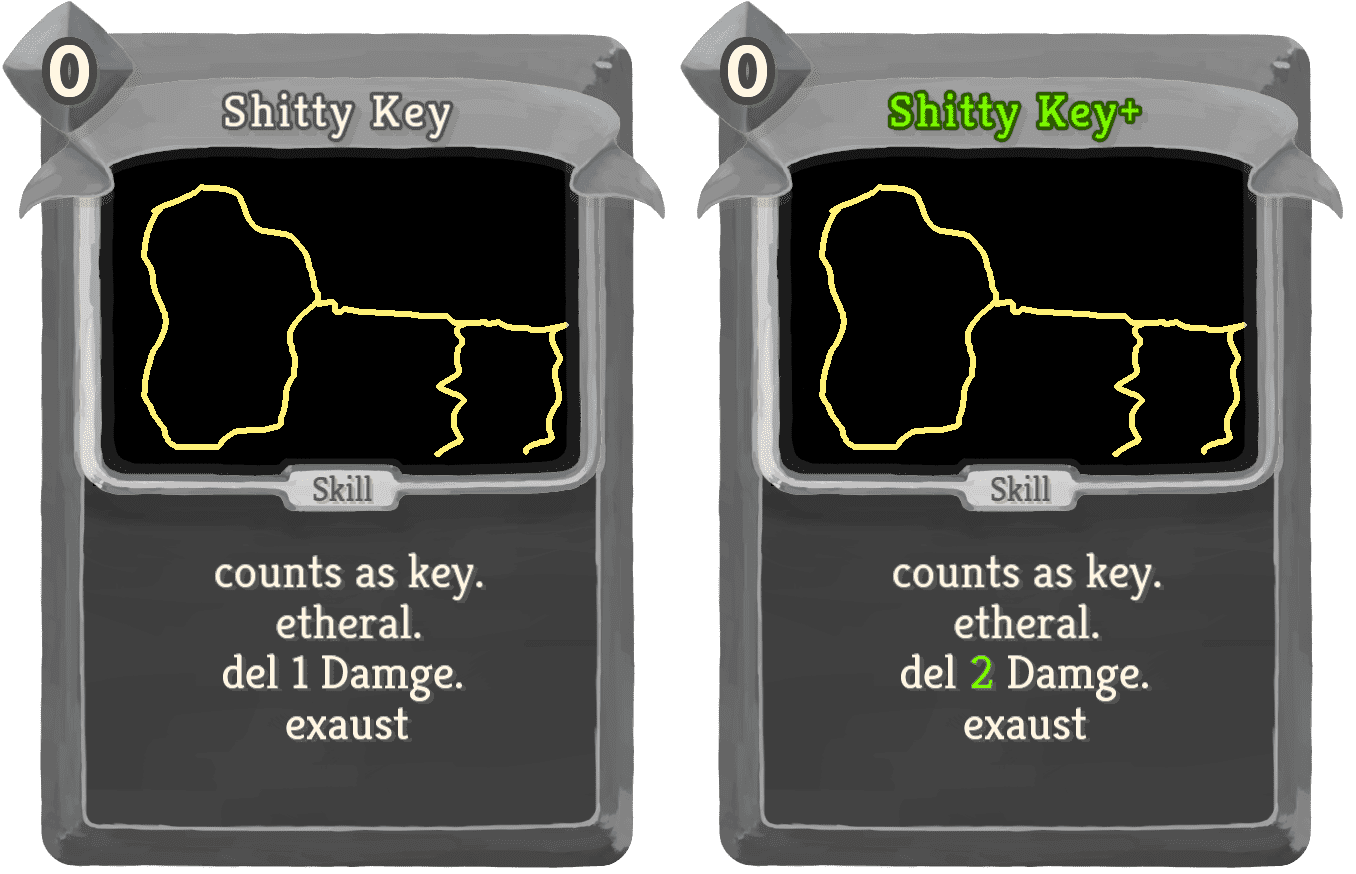 0
Shitty Key
Skill
counts as key.
etheral.
del 1 Damge.
exaust
0
Shitty Key+
Skill
counts as key.
etheral.
del 2 Damge.
exaust